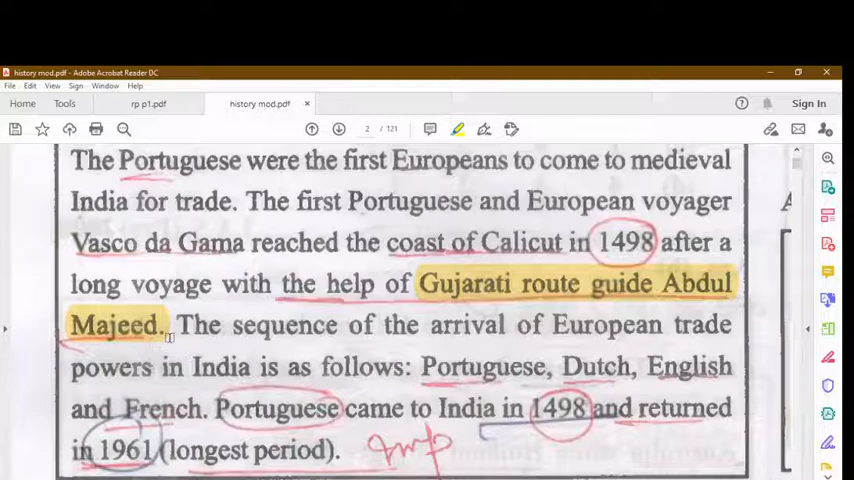 history mod.pdf - Adobe Acrobat Reader DC
File Edit View Sign Window Help
Home Tools rp p1.pdf history mod.pdf × Sign In
2 / 121
The Portuguese were the first Europeans to come to medieval
India for trade. The first Portuguese and European voyager
Vasco da Gama reached the coast of Calicut in 1498 after a
long voyage with the help of Gujarati route guide Abdul
Majeed. The sequence of the arrival of European trade
powers in India is as follows: Portuguese, Dutch, English
and French. Portuguese came to India in 1498 and returned
in 1961 (longest period). Imp